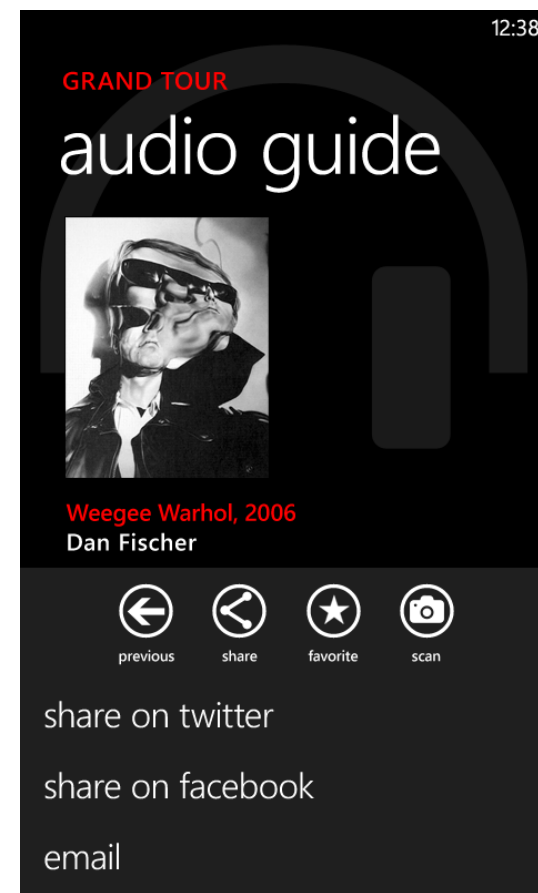 12:38
GRAND TOUR
audio guide
Weegee Warhol, 2006
Dan Fischer
previous share favorite scan
share on twitter
share on facebook
email